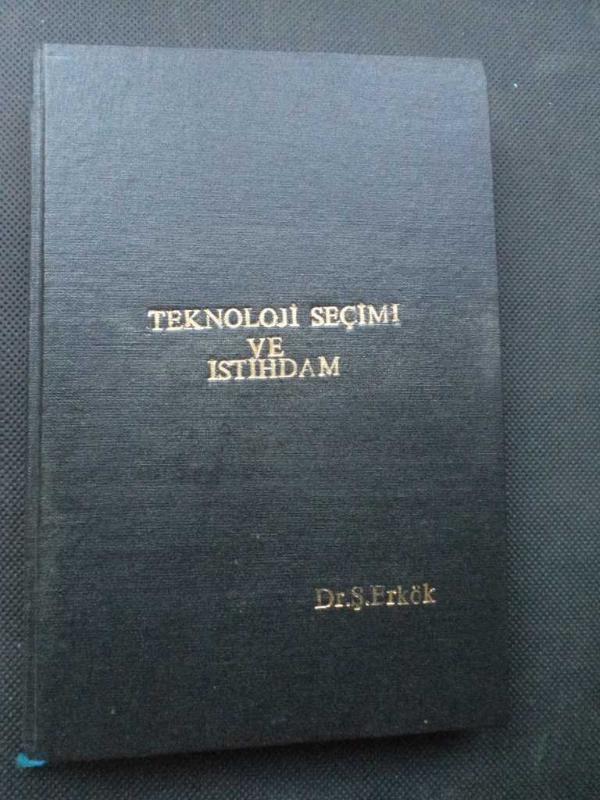 TEKNOLOJİ SEÇİMI
VE
ISTIHDAM
Dr.Ş.Erkök